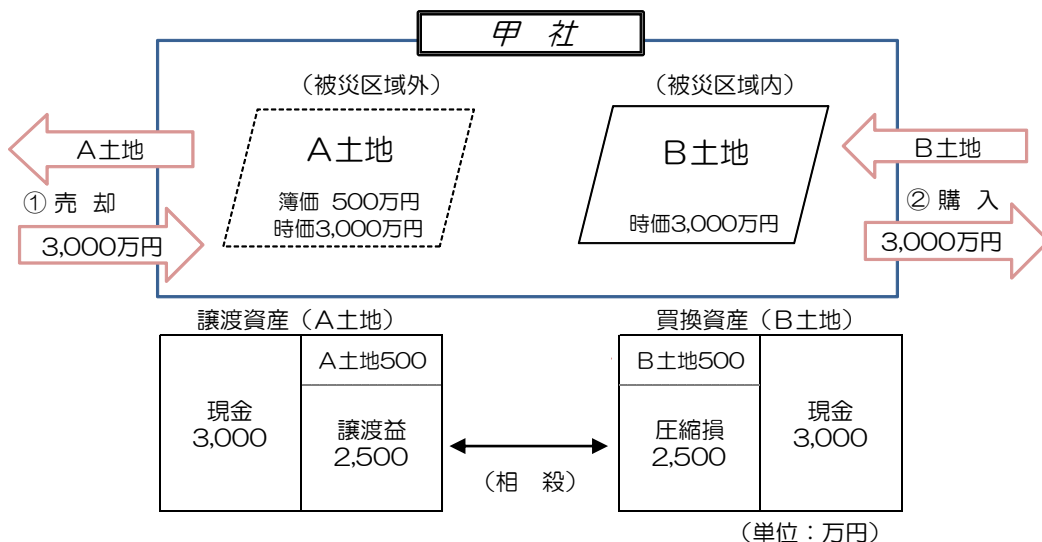 甲 社
（被災区域外）
（被災区域内）
A土地
B土地
A土地
簿価 500万円
時価3,000万円
B土地
時価3,000万円
① 売 却
3,000万円
② 購 入
3,000万円
譲渡資産（A土地）
買換資産（B土地）
現金
3,000
A土地500
譲渡益
2,500
（相 殺）
B土地500
圧縮損
2,500
現金
3,000
（単位：万円）